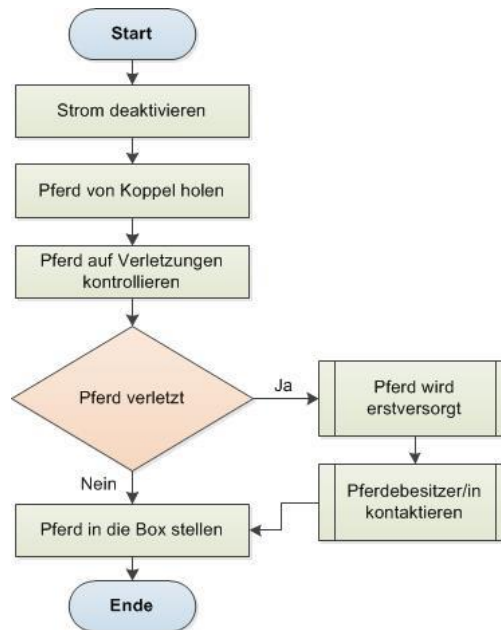 Start
Strom deaktivieren
Pferd von Koppel holen
Pferd auf Verletzungen
kontrollieren
Pferd verletzt
Ja
Pferd wird
erstversorgt
Pferdebesitzer/in
kontaktieren
Nein
Pferd in die Box stellen
Ende